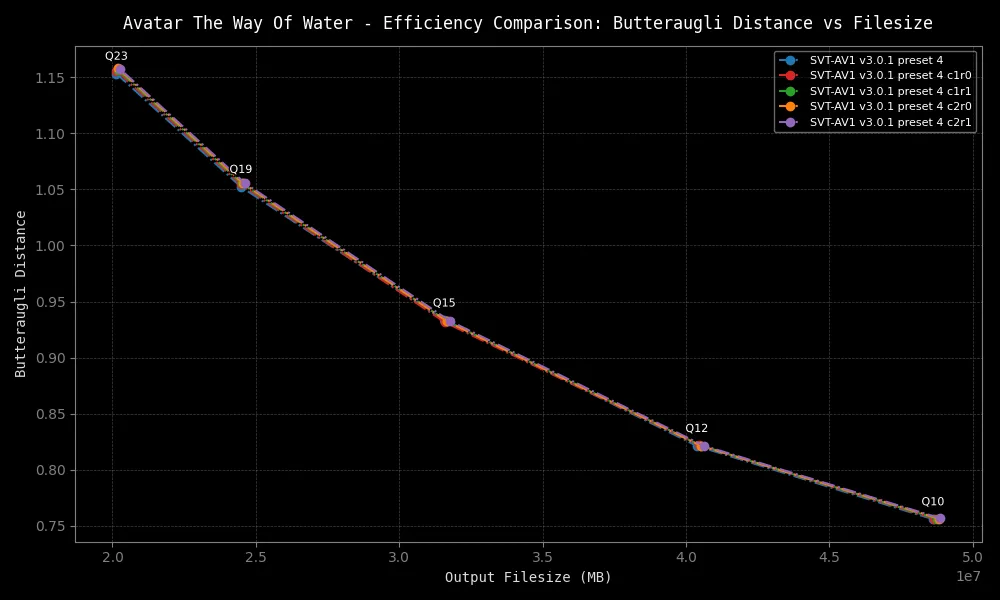 Avatar The Way Of Water - Efficiency Comparison: Butteraugli Distance vs Filesize
SVT-AV1 v3.0.1 preset 4
SVT-AV1 v3.0.1 preset 4 c1r0
SVT-AV1 v3.0.1 preset 4 c1r1
SVT-AV1 v3.0.1 preset 4 c2r0
SVT-AV1 v3.0.1 preset 4 c2r1
Q23
Q19
Q15
Q12
Q10
Butteraugli Distance
1.15
1.10
1.05
1.00
0.95
0.90
0.85
0.80
0.75
2.0 2.5 3.0 3.5 4.0 4.5 5.0
1e7
Output Filesize (MB)